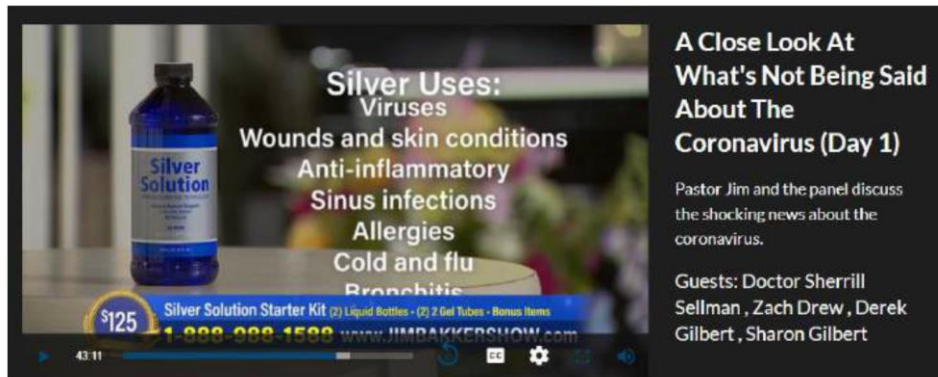 Silver Uses:
Viruses
Wounds and skin conditions
Anti-inflammatory
Sinus infections
Allergies
Cold and flu
Bronchitis
Silver
Solution
$125
Silver Solution Starter Kit (2) Liquid Bottles - (2) 2 Gel Tubes - Bonus Items
1-888-988-1588 www.JIMBAKKERSHOW.com
43:11
CC
A Close Look At
What's Not Being Said
About The
Coronavirus (Day 1)
Pastor Jim and the panel discuss
the shocking news about the
coronavirus.
Guests: Doctor Sherrill
Sellman , Zach Drew , Derek
Gilbert , Sharon Gilbert